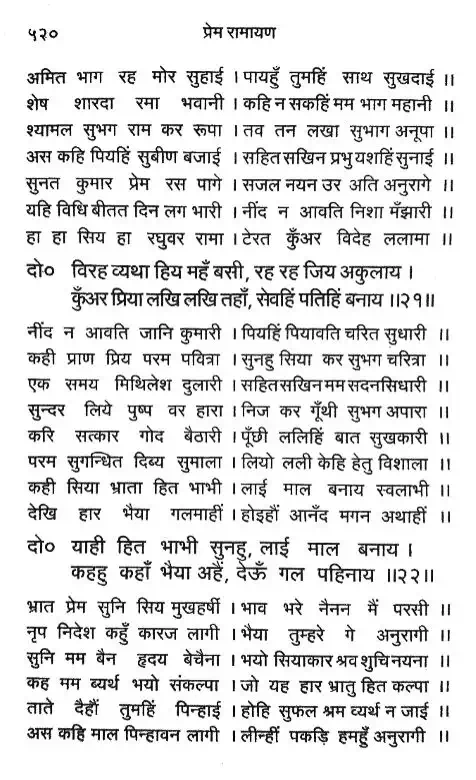 ५२०
प्रेम रामायण
अमित भाग रह मोर सुहाई । पायहुँ तुमहिं साथ सुखदाई ।।
शेष शारदा रमा भवानी । कहि न सकहिं मम भाग महानी ।।
श्यामल सुभग राम कर रूपा । तव तन लखा सुभाग अनूपा ।।
अस कहि पियहिं सुबीण बजाई । सहित सखिन प्रभु यशहिं सुनाई ।।
सुनत कुमार प्रेम रस पागे । सजल नयन उर अति अनुरागे ।।
यहि विधि बीतत दिन लग भारी । नींद न आवति निशा मँझारी ।।
हा हा सिय हा रघुवर रामा । टेरत कुँअर विदेह ललामा ।।
दो० विरह व्यथा हिय महँ बसी, रह रह जिय अकुलाय ।
कुँअर प्रिया लखि लखि तहाँ, सेवहिं पतिहिं बनाय ।।२१।।
नींद न आवति जानि कुमारी । पियहिं पियावति चरित सुधारी ।।
कही प्राण प्रिय परम पवित्रा । सुनहु सिया कर सुभग चरित्रा ।।
एक समय मिथिलेश दुलारी । सहित सखिन मम सदन सिधारी ।।
सुन्दर लिये पुष्प वर हारा । निज कर गूँथी सुभग अपारा ।।
करि सत्कार गोद बैठारी । पूँछी ललिहिं बात सुखकारी ।।
परम सुगन्धित दिब्य सुमाला । लियो लली केहि हेतु विशाला ।।
कही सिया भ्राता हित भाभी । लाई माल बनाय स्वलाभी ।।
देखि हार भैया गलमाहीं । होइहौं आनँद मगन अथाहीं ।।
दो० याही हित भाभी सुनहु, लाई माल बनाय ।
कहहु कहाँ भैया अहैं, देऊँ गल पहिनाय ।।२२।।
भ्रात प्रेम सुनि सिय मुखहर्षी । भाव भरे नैनन मैं परसी ।।
नृप निदेश कहुँ कारज लागी । भैया तुम्हरे गे अनुरागी ।।
सुनि मम बैन हृदय बेचैना । भयो सियाकार श्रव शुचि नयना ।।
कह मम ब्यर्थ भयो संकल्पा । जो यह हार भ्रातु हित कल्पा ।।
ताते दैहौं तुमहिं पिन्हाई । होहि सुफल श्रम व्यर्थ न जाई ।।
अस कहि माल पिन्हावन लागी । लीन्हीं पकड़ि हमहुँ अनुरागी ।।